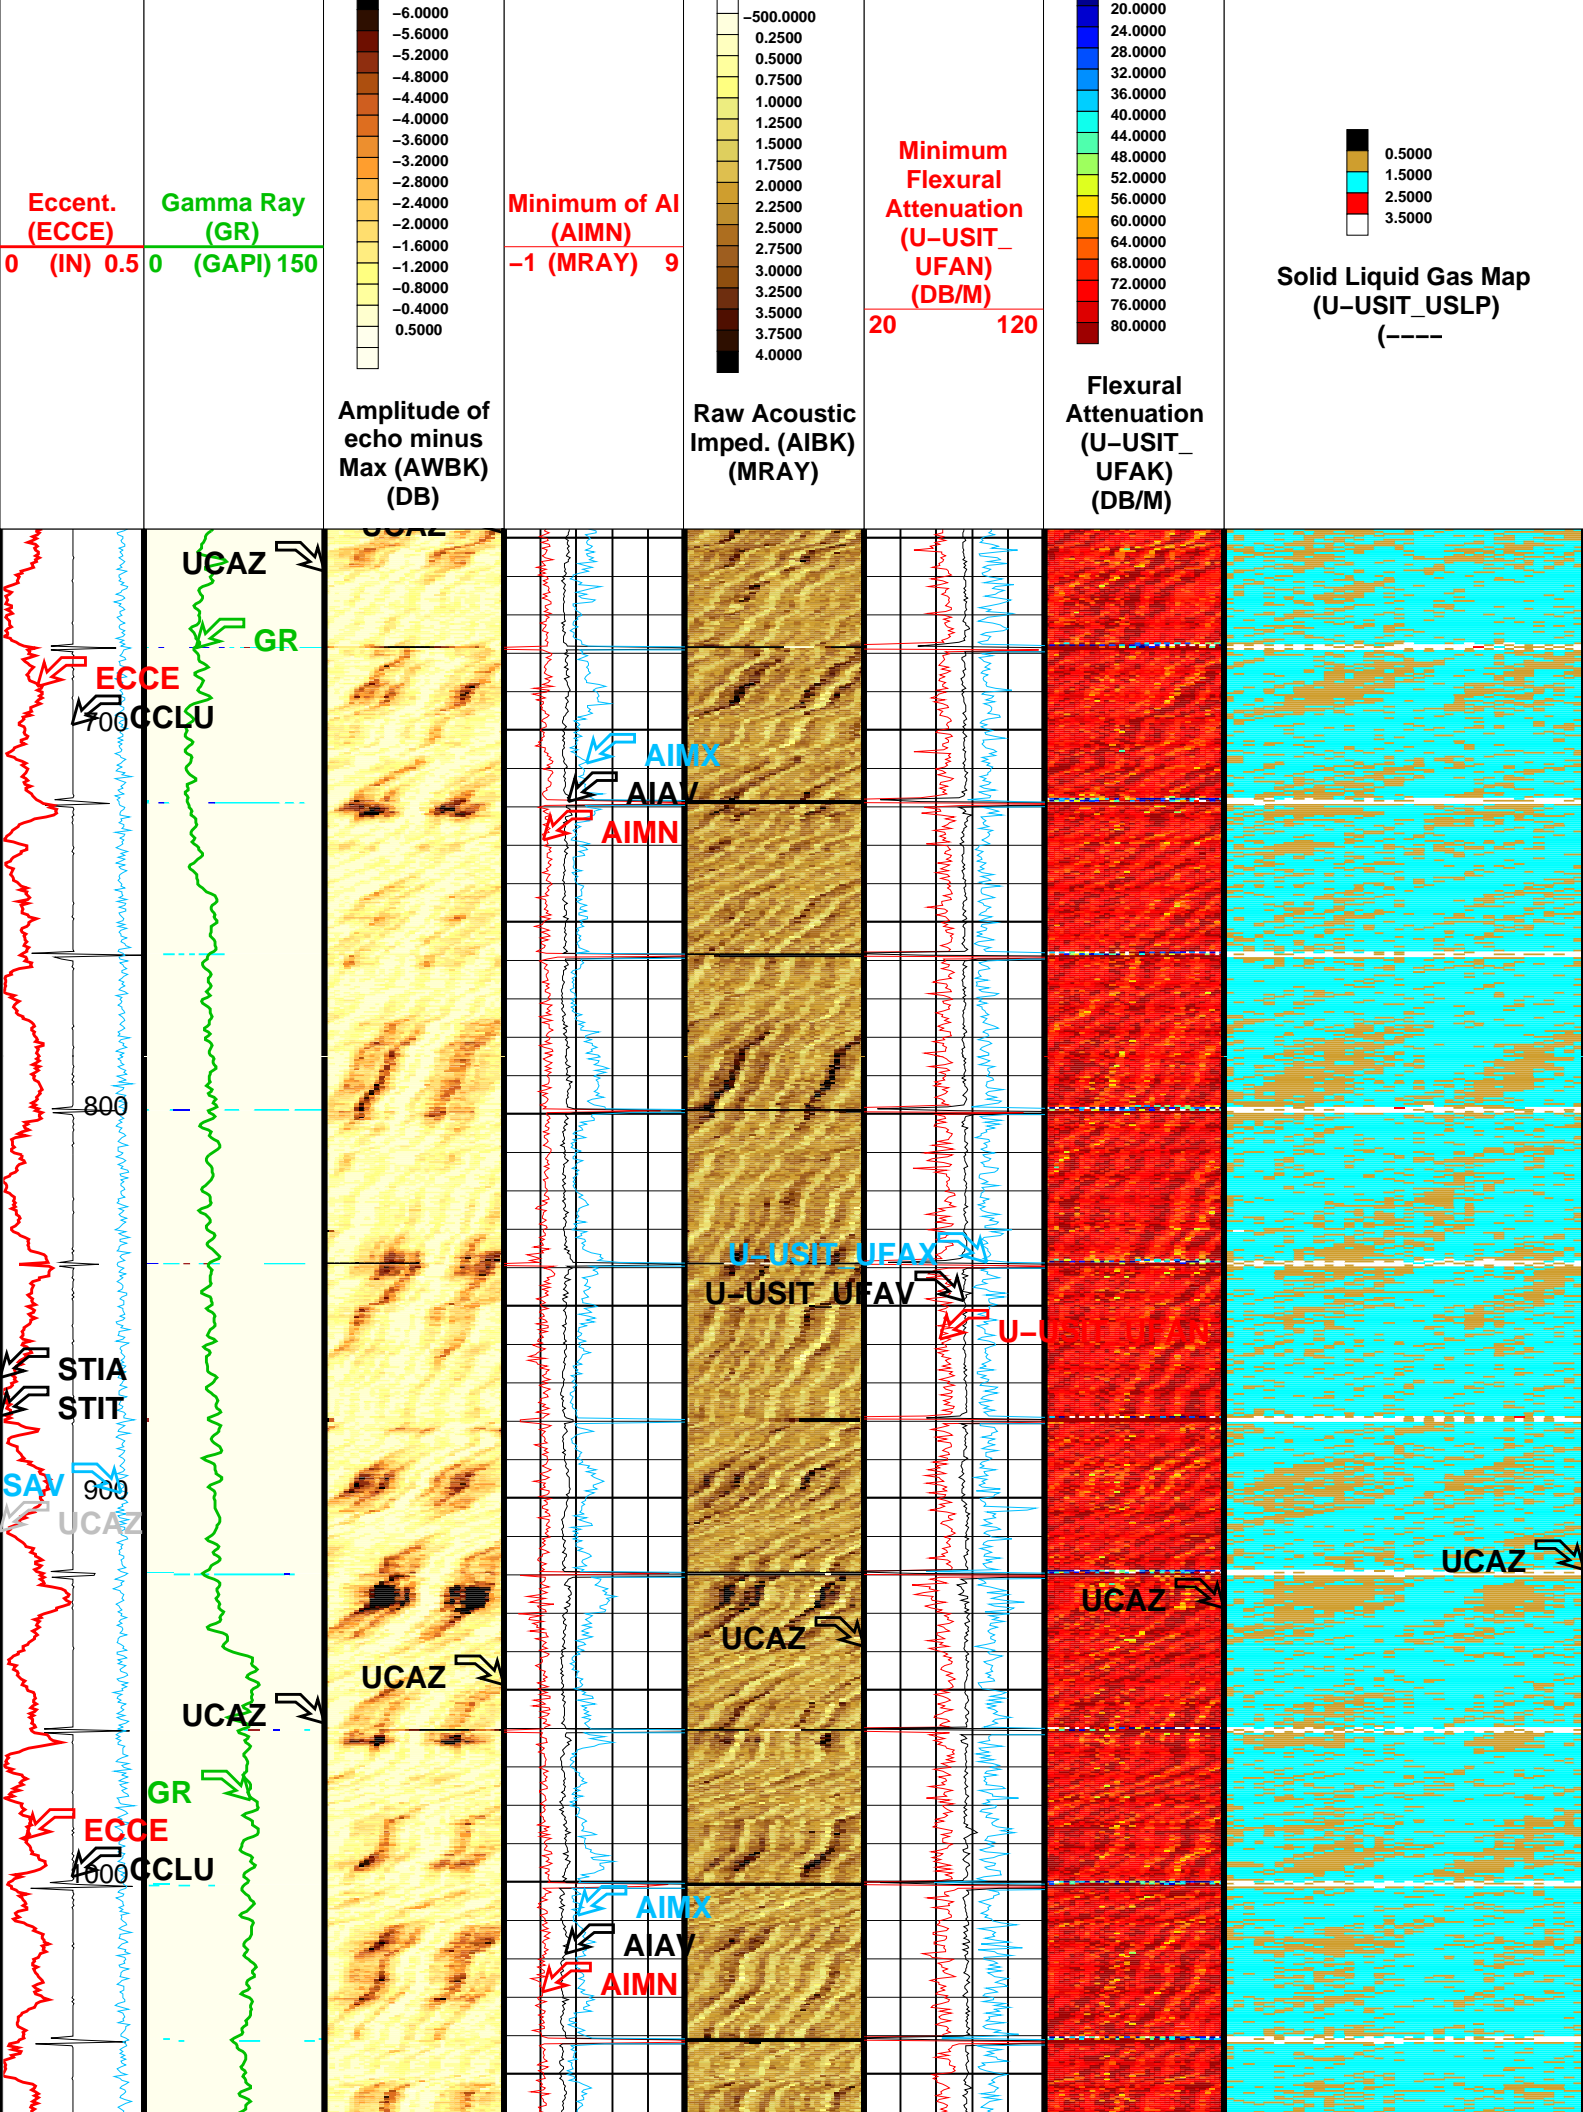 Eccent.
(ECCE)
0 (IN) 0.5
Gamma Ray
(GR)
0 (GAPI) 150
−6.0000
−5.6000
−5.2000
−4.8000
−4.4000
−4.0000
−3.6000
−3.2000
−2.8000
−2.4000
−2.0000
−1.6000
−1.2000
−0.8000
−0.4000
0.5000
Amplitude of
echo minus
Max (AWBK)
(DB)
Minimum of AI
(AIMN)
−1 (MRAY) 9
−500.0000
0.2500
0.5000
0.7500
1.0000
1.2500
1.5000
1.7500
2.0000
2.2500
2.5000
2.7500
3.0000
3.2500
3.5000
3.7500
4.0000
Raw Acoustic
Imped. (AIBK)
(MRAY)
Minimum
Flexural
Attenuation
(U−USIT_
UFAN)
(DB/M)
20 120
20.0000
24.0000
28.0000
32.0000
36.0000
40.0000
44.0000
48.0000
52.0000
56.0000
60.0000
64.0000
68.0000
72.0000
76.0000
80.0000
Flexural
Attenuation
(U−USIT_
UFAK)
(DB/M)
0.5000
1.5000
2.5000
3.5000
Solid Liquid Gas Map
(U−USIT_USLP)
(−−−−
UCAZ
UCAZ
GR
ECCE
700 CCLU
AIMX
AIAV
AIMN
800
U−USIT_UFAX
U−USIT_UFAV
STIA
STIT
SAV
900
UCAZ
UCAZ
UCAZ
UCAZ
UCAZ
UCAZ
GR
ECCE
1000 CCLU
AIMX
AIAV
AIMN